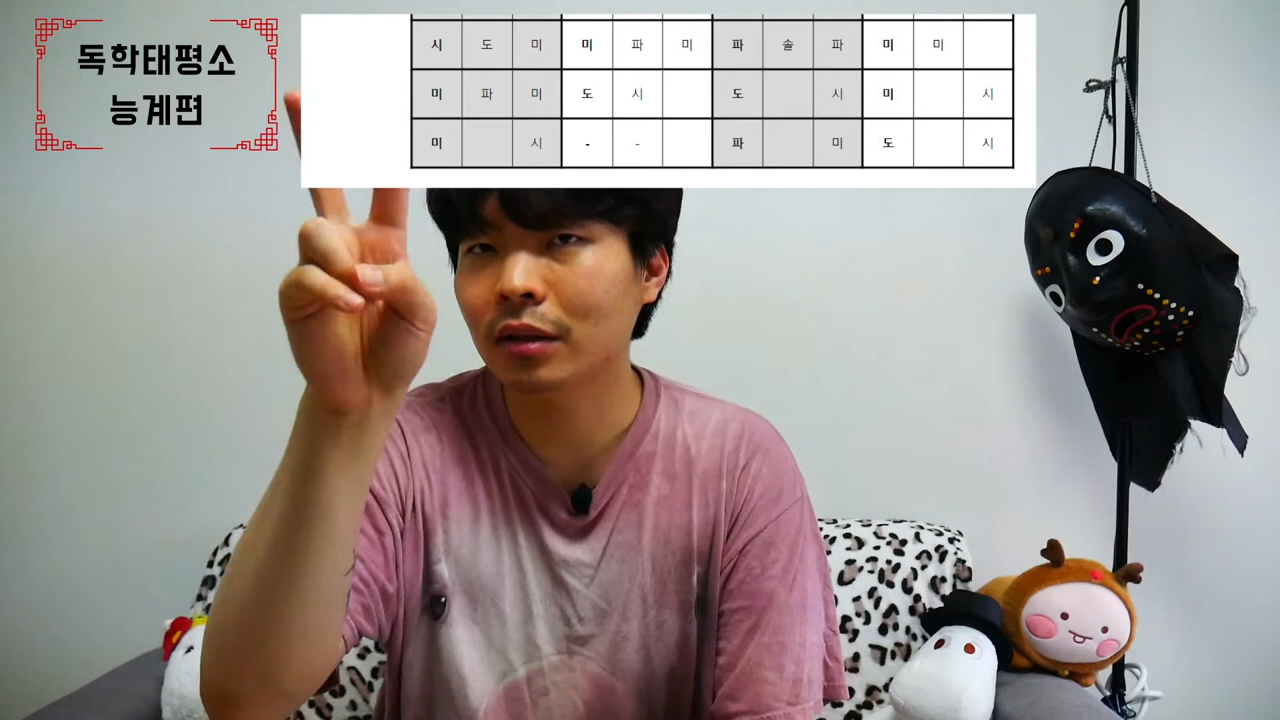 독학태평소
능계편
시 도 미 미 파 미 파 솔 파 미 미
미 파 미 도 시 도 시 미 시
미 시 - - 파 미 도 시